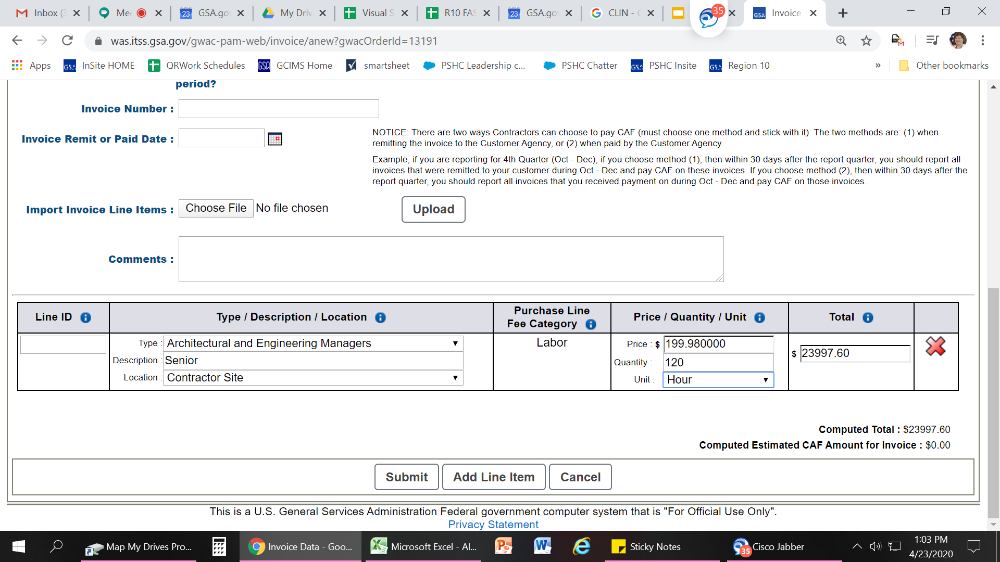 Inbox (3
Me
GSA.go
My Driv
Visual S
R10 FAS
GSA.go
CLIN - G
35
Invoice
was.itss.gsa.gov/gwac-pam-web/invoice/anew?gwacOrderId=13191
Apps
InSite HOME
QRWork Schedules
GCIMS Home
smartsheet
PSHC Leadership c...
PSHC Chatter
PSHC Insite
Region 10
»
Other bookmarks
period?
Invoice Number :
Invoice Remit or Paid Date :
NOTICE: There are two ways Contractors can choose to pay CAF (must choose one method and stick with it). The two methods are: (1) when
remitting the invoice to the Customer Agency, or (2) when paid by the Customer Agency.
Example, if you are reporting for 4th Quarter (Oct - Dec), if you choose method (1), then within 30 days after the report quarter, you should report all
invoices that were remitted to your customer during Oct - Dec and pay CAF on these invoices. If you choose method (2), then within 30 days after the
report quarter, you should report all invoices that you received payment on during Oct - Dec and pay CAF on those invoices.
Import Invoice Line Items :
Choose File No file chosen
Upload
Comments :
Line ID
Type / Description / Location
Purchase Line
Fee Category
Price / Quantity / Unit
Total
Type : Architectural and Engineering Managers
Description : Senior
Location : Contractor Site
Labor
Price : $ 199.980000
Quantity : 120
Unit : Hour
$ 23997.60
Computed Total : $23997.60
Computed Estimated CAF Amount for Invoice : $0.00
Submit
Add Line Item
Cancel
This is a U.S. General Services Administration Federal government computer system that is "For Official Use Only".
Privacy Statement
Map My Drives Pro...
Invoice Data - Goo...
Microsoft Excel - Al...
Sticky Notes
35
Cisco Jabber
1:03 PM
4/23/2020